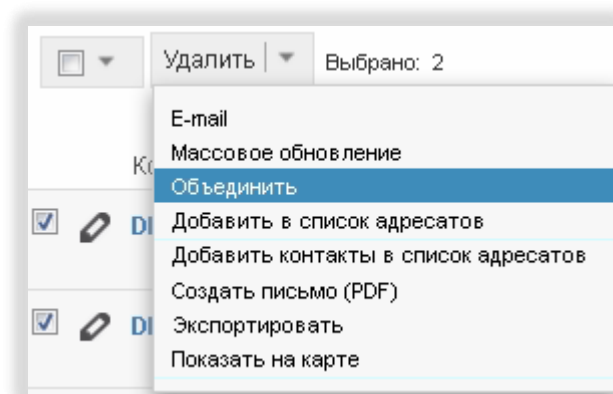 Удалить
Выбрано: 2
E-mail
Массовое обновление
Объединить
Добавить в список адресатов
Добавить контакты в список адресатов
Создать письмо (PDF)
Экспортировать
Показать на карте